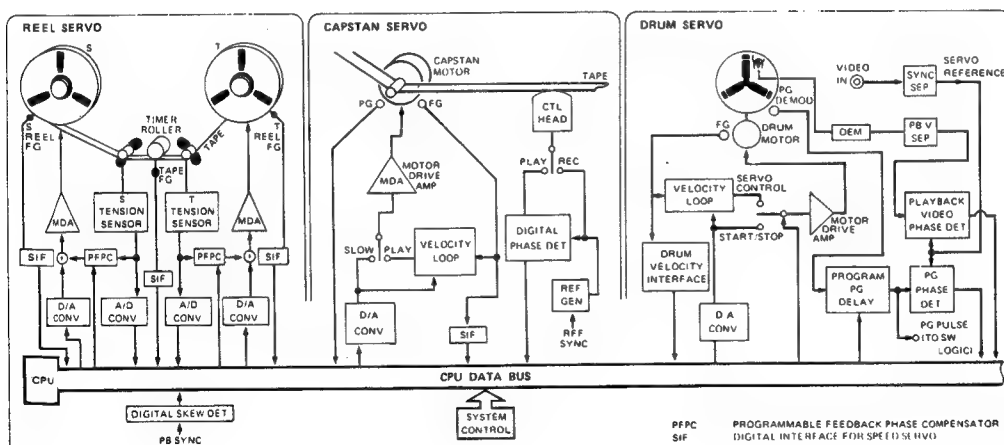 REEL SERVO
S
T
S
REEL
FG
TIMER
ROLLER
TAPE
TAPE
FG
T
REEL
FG
MDA
S
TENSION
SENSOR
T
TENSION
SENSOR
MDA
SIF
PFPC
SIF
PFPC
SIF
D/A
CONV
A/D
CONV
A/D
CONV
D/A
CONV
CAPSTAN SERVO
CAPSTAN
MOTOR
TAPE
PG
FG
CTL
HEAD
MDA
MOTOR
DRIVE
AMP
PLAY
REC
SLOW
PLAY
VELOCITY
LOOP
DIGITAL
PHASE DET
D/A
CONV
SIF
REF
GEN
REF
SYNC
DRUM SERVO
VIDEO
IN
SYNC
SEP
SERVO
REFERENCE
PG
DEMOD
FG
DRUM
MOTOR
DEM
PB V
SEP
VELOCITY
LOOP
SERVO
CONTROL
START/STOP
MOTOR
DRIVE
AMP
PLAYBACK
VIDEO
PHASE DET
DRUM
VELOCITY
INTERFACE
D A
CONV
PROGRAM
PG
DELAY
PG
PHASE
DET
PG PULSE
(TO SW
LOGIC)
CPU
CPU DATA BUS
DIGITAL SKEW DET
PB SYNC
SYSTEM
CONTROL
PFPC PROGRAMMABLE FEEDBACK PHASE COMPENSATOR
SIF DIGITAL INTERFACE FOR SPEED SERVO